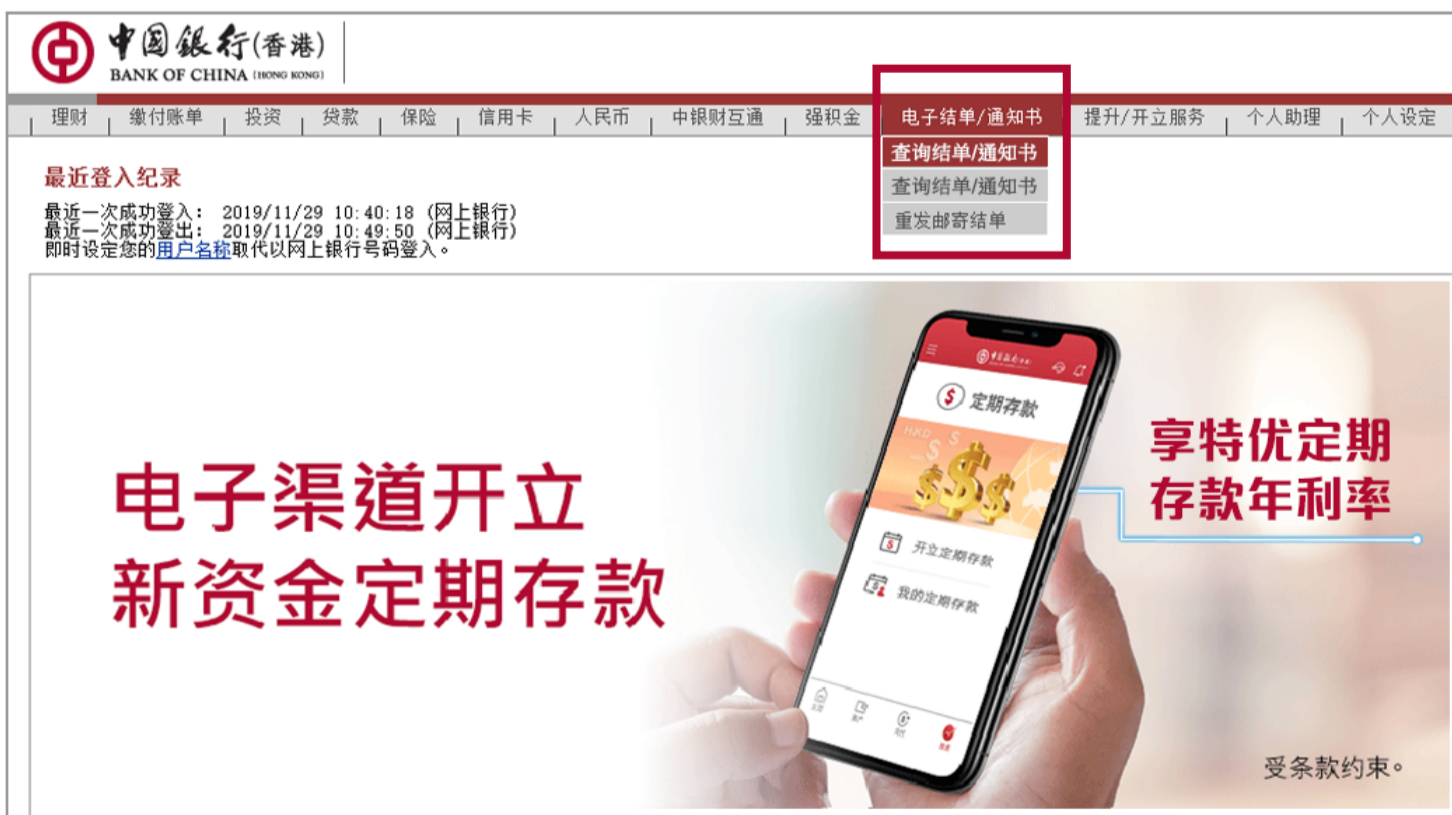 中国銀行(香港)
BANK OF CHINA (HONG KONG)
理财 缴付账单 投资 贷款 保险 信用卡 人民币 中银财互通 强积金 电子结单/通知书 提升/开立服务 个人助理 个人设定
查询结单/通知书
查询结单/通知书
重发邮寄结单
最近登入纪录
最近一次成功登入: 2019/11/29 10:40:18 (网上银行)
最近一次成功登出: 2019/11/29 10:49:50 (网上银行)
即时设定您的用户名称取代以网上银行号码登入。
电子渠道开立
新资金定期存款
定期存款
HKD
开立定期存款
我的定期存款
享特优定期
存款年利率
受条款约束。